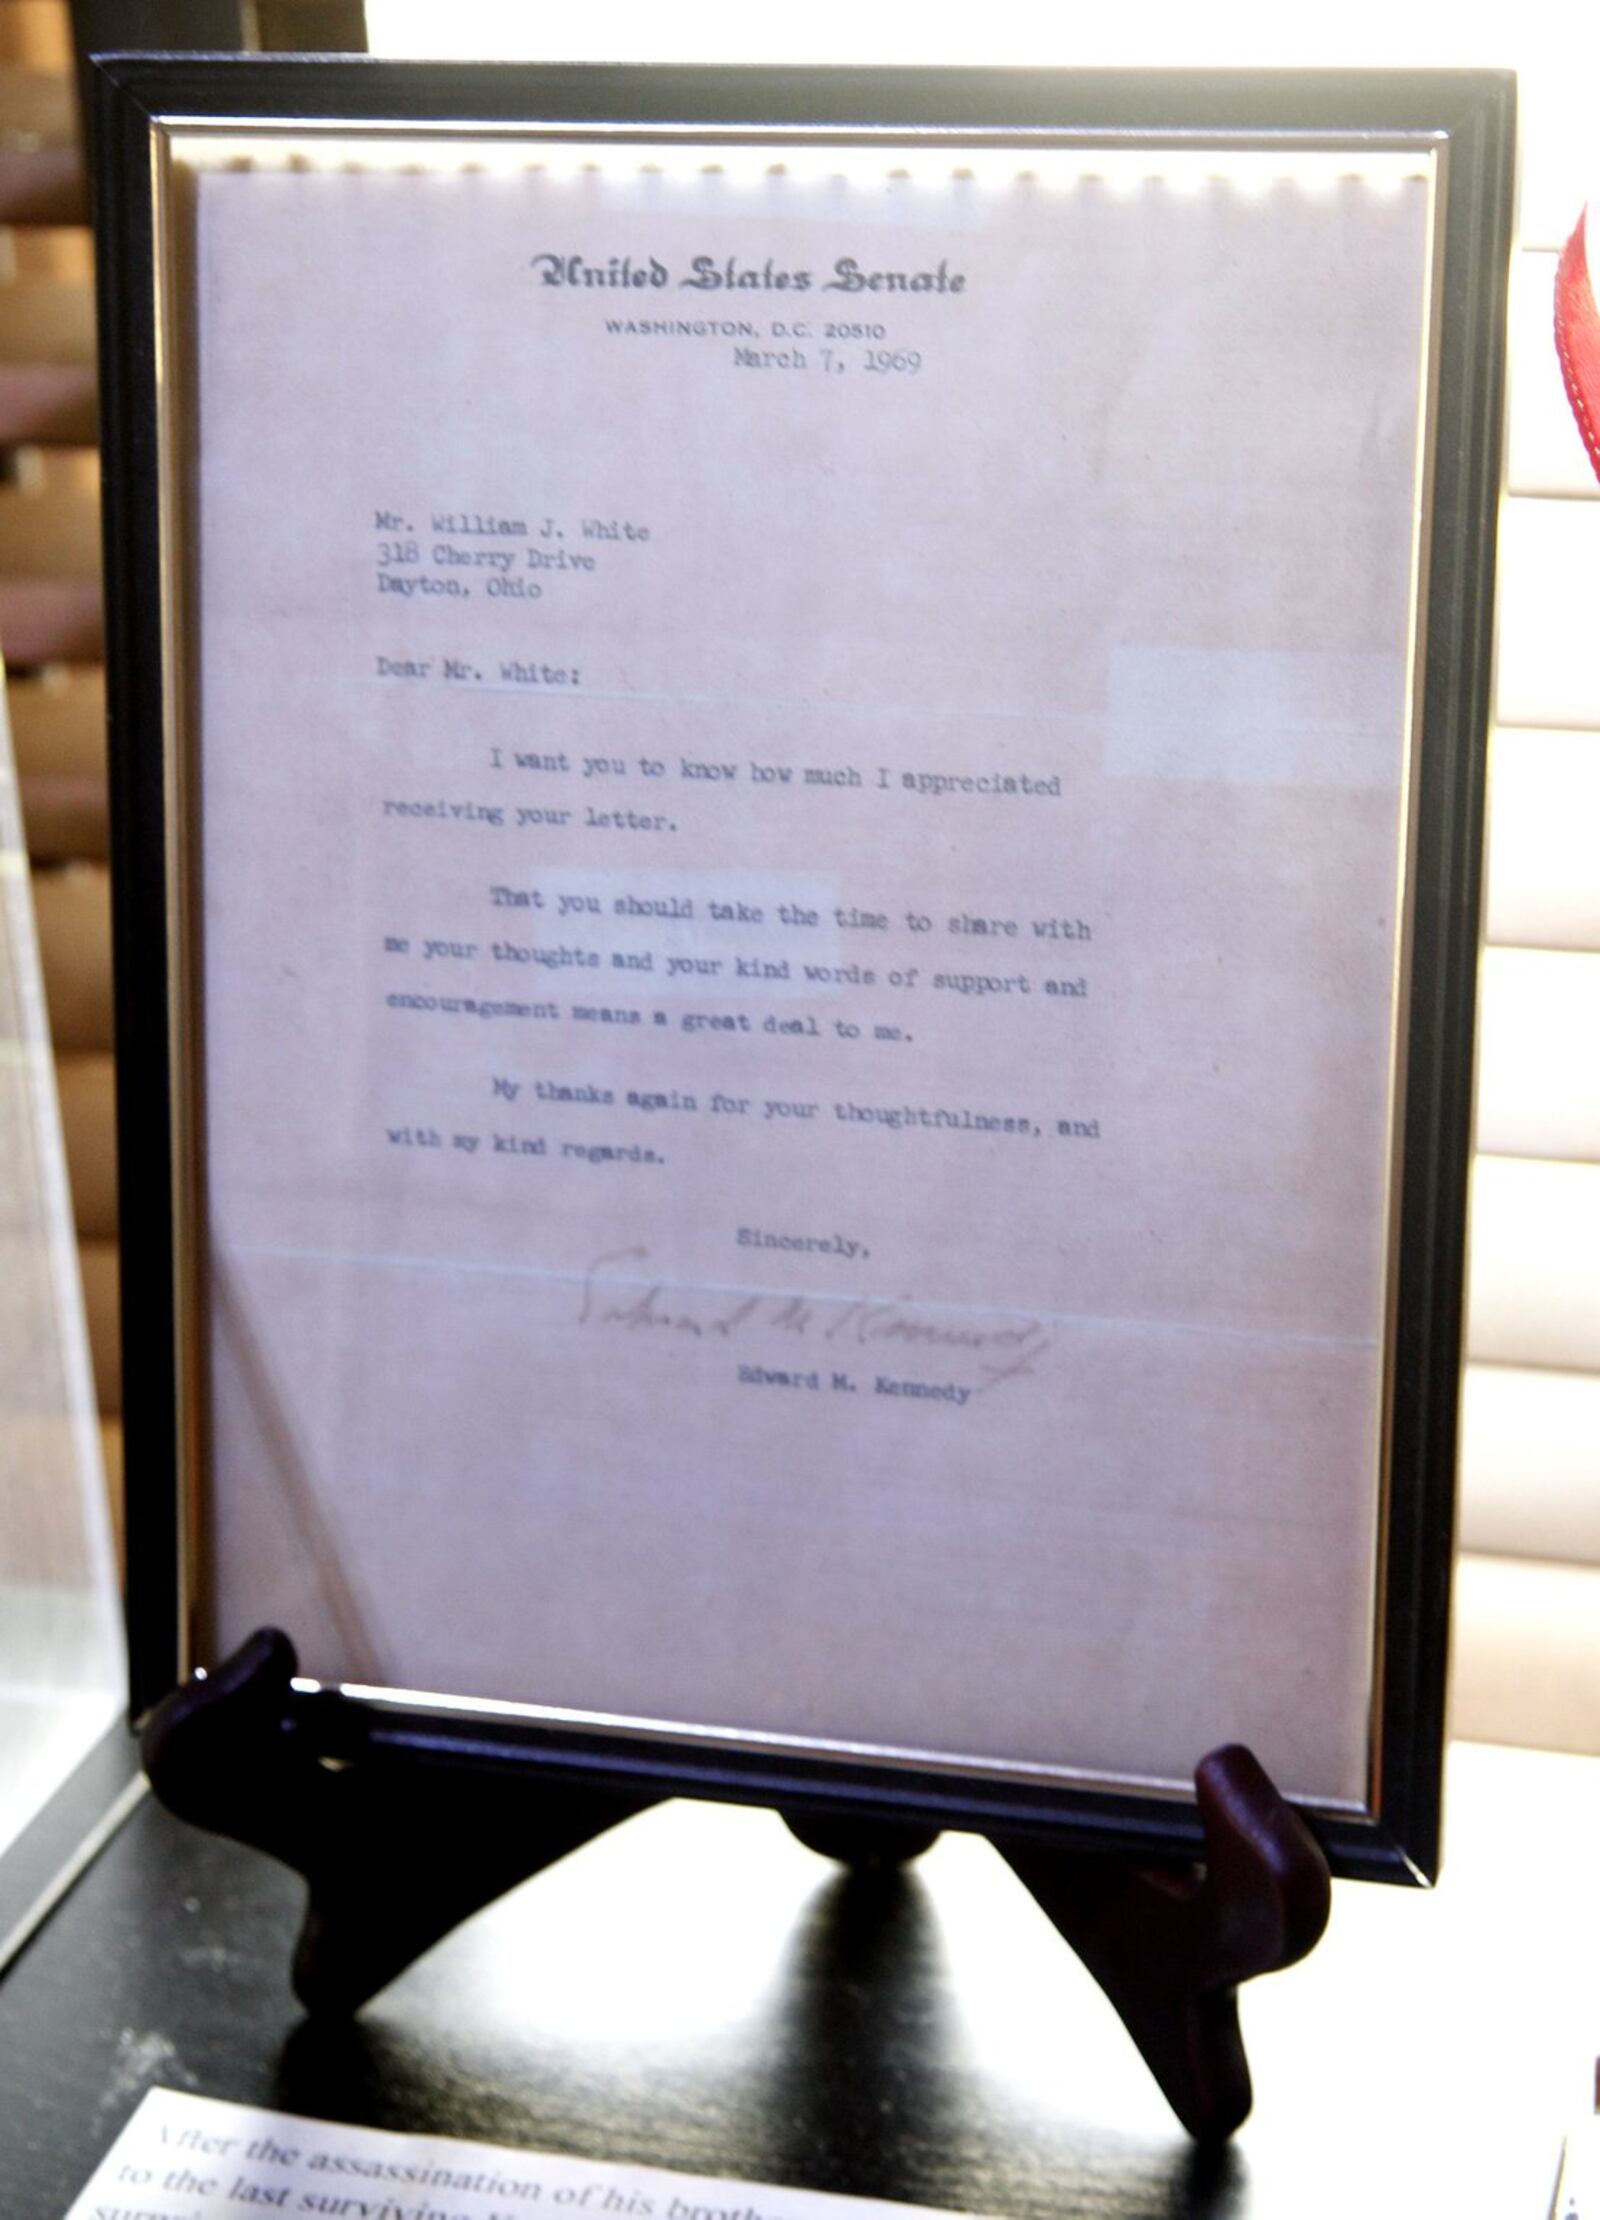 United States Senate
WASHINGTON, D.C. 20510
March 7, 1969
Mr. William J. White
318 Cherry Drive
Dayton, Ohio
Dear Mr. White:
I want you to know how much I appreciated
receiving your letter.
That you should take the time to share with
me your thoughts and your kind words of support and
encouragement means a great deal to me.
My thanks again for your thoughtfulness, and
with my kind regards.
Sincerely,
Edward M Kennedy
Edward M. Kennedy
After the assassination of his
to the last surviving